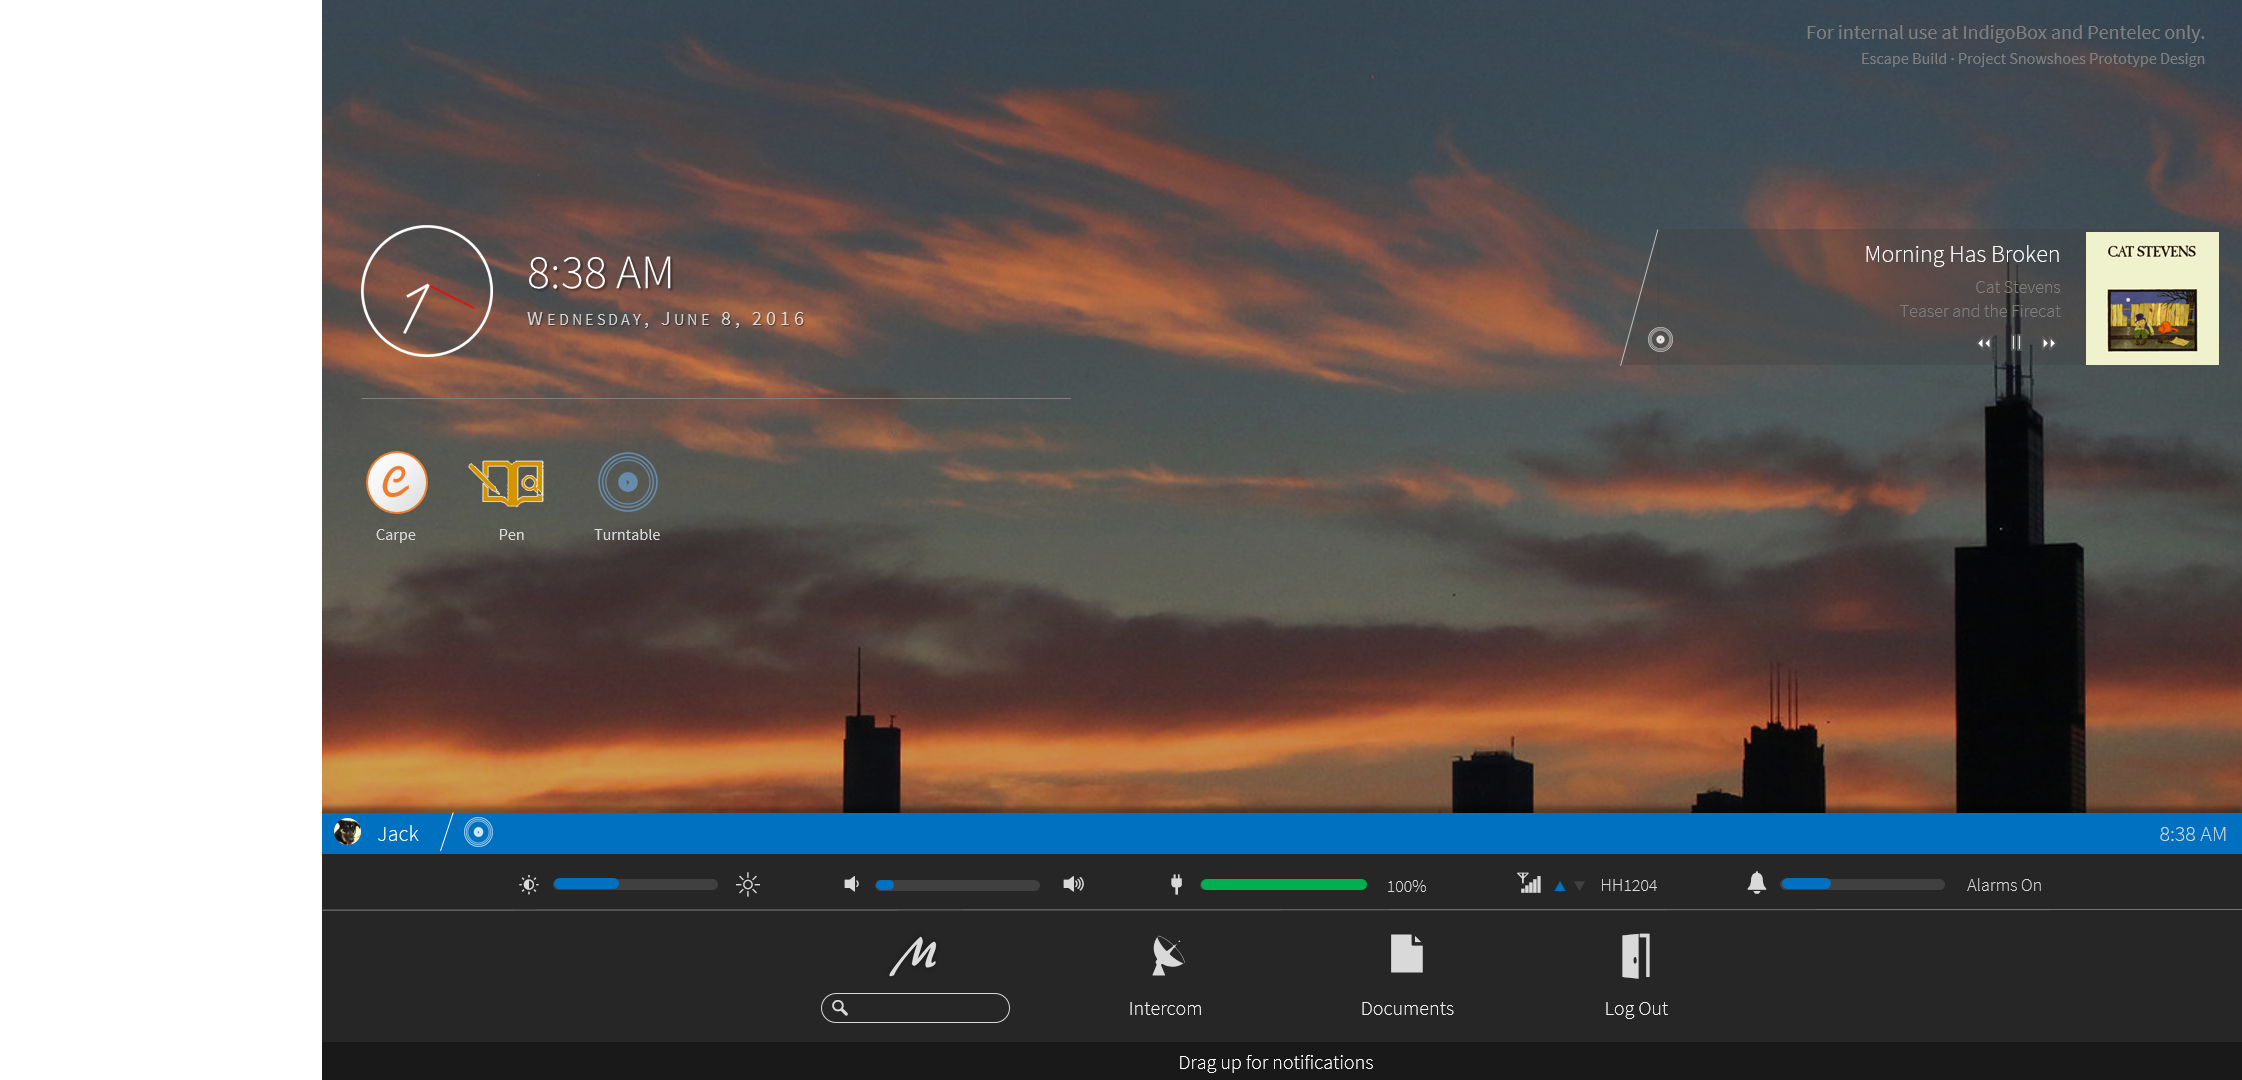 For internal use at IndigoBox and Pentelec only.
Escape Build · Project Snowshoes Prototype Design
8:38 AM
Wednesday, June 8, 2016
Morning Has Broken
Cat Stevens
Teaser and the Firecat
CAT STEVENS
Carpe
Pen
Turntable
Jack
8:38 AM
100%
HH1204
Alarms On
Intercom
Documents
Log Out
Drag up for notifications